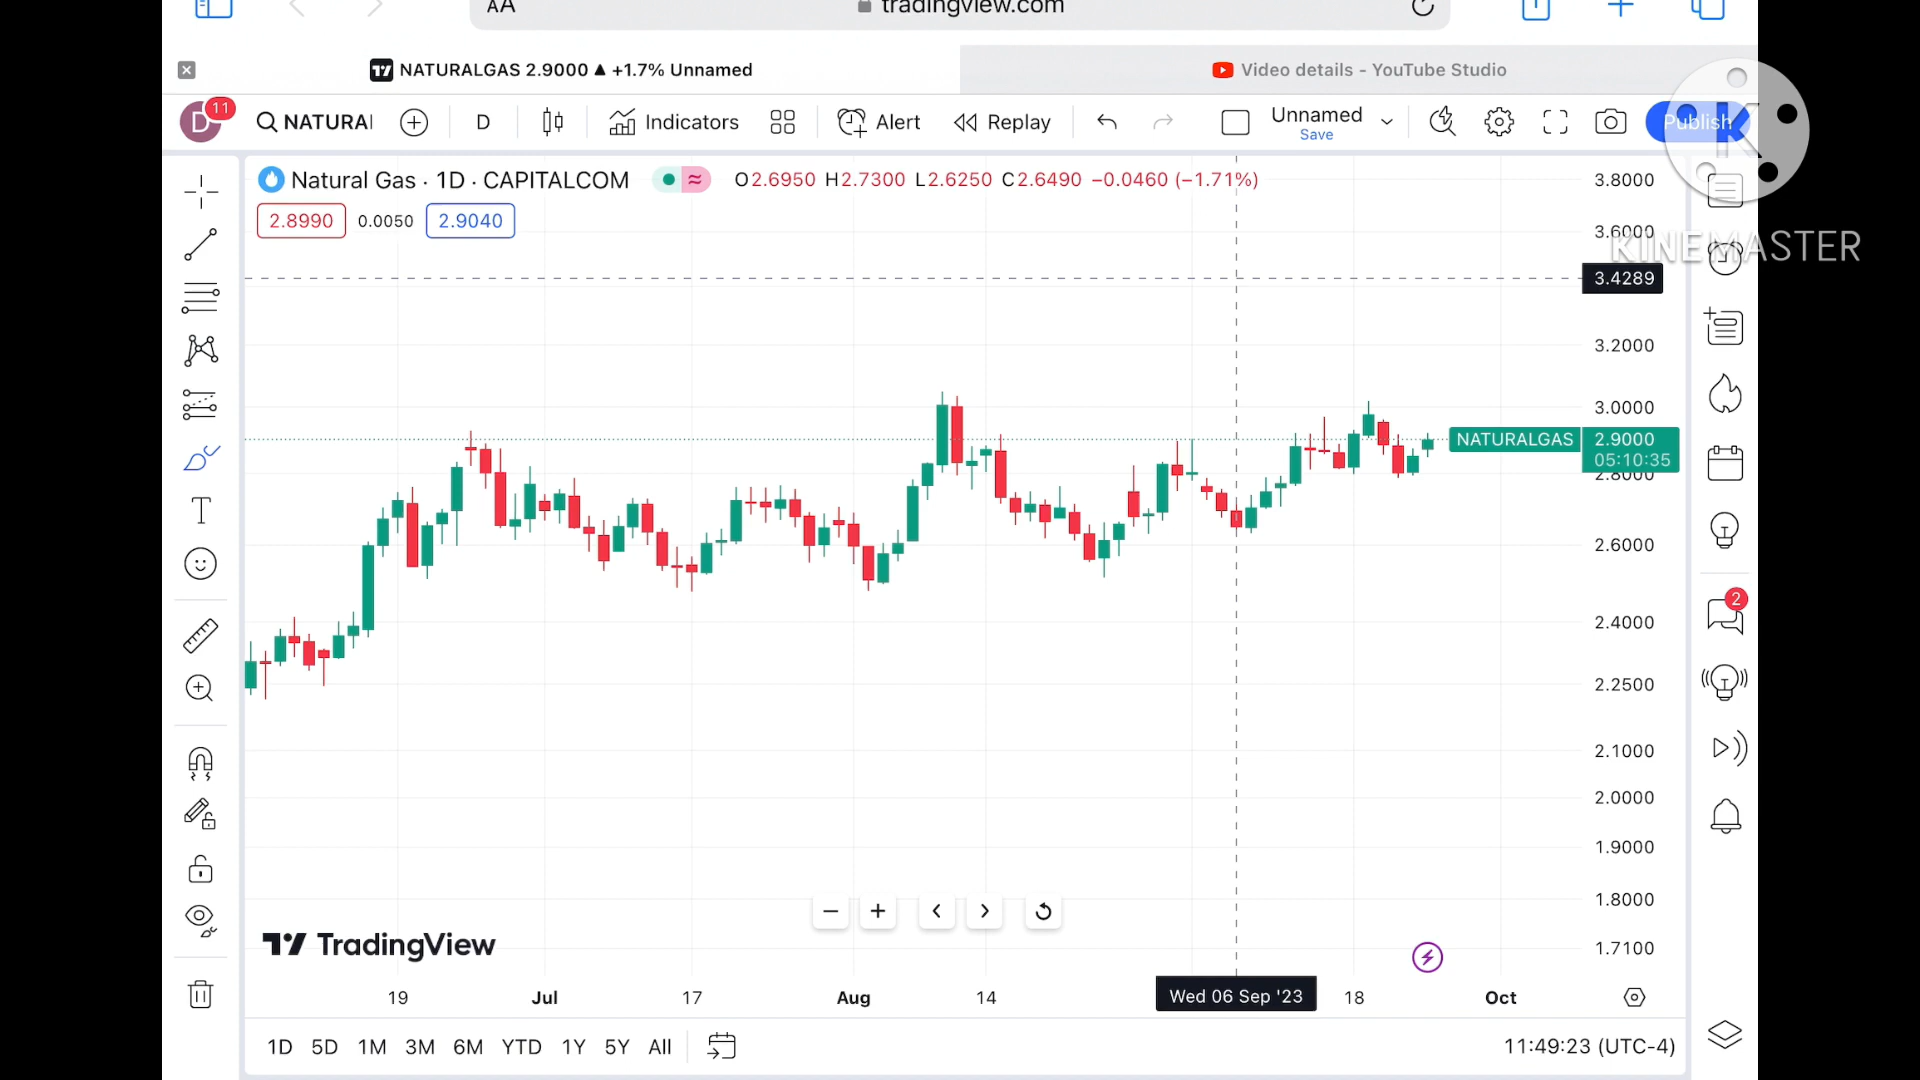 AA
tradingview.com
NATURALGAS 2.9000 ▲ +1.7% Unnamed
Video details - YouTube Studio
D
11
NATURA
D
Indicators
Alert
Replay
Unnamed
Save
Publish
K
KINEMASTER
Natural Gas · 1D · CAPITALCOM
O2.6950 H2.7300 L2.6250 C2.6490 −0.0460 (−1.71%)
2.8990
0.0050
2.9040
3.8000
3.6000
3.4289
3.2000
3.0000
NATURALGAS
2.9000
05:10:35
2.8000
2.6000
2.4000
2.2500
2.1000
2.0000
1.9000
1.8000
1.7100
2
TradingView
19
Jul
17
Aug
14
Wed 06 Sep '23
18
Oct
1D 5D 1M 3M 6M YTD 1Y 5Y All
11:49:23 (UTC-4)